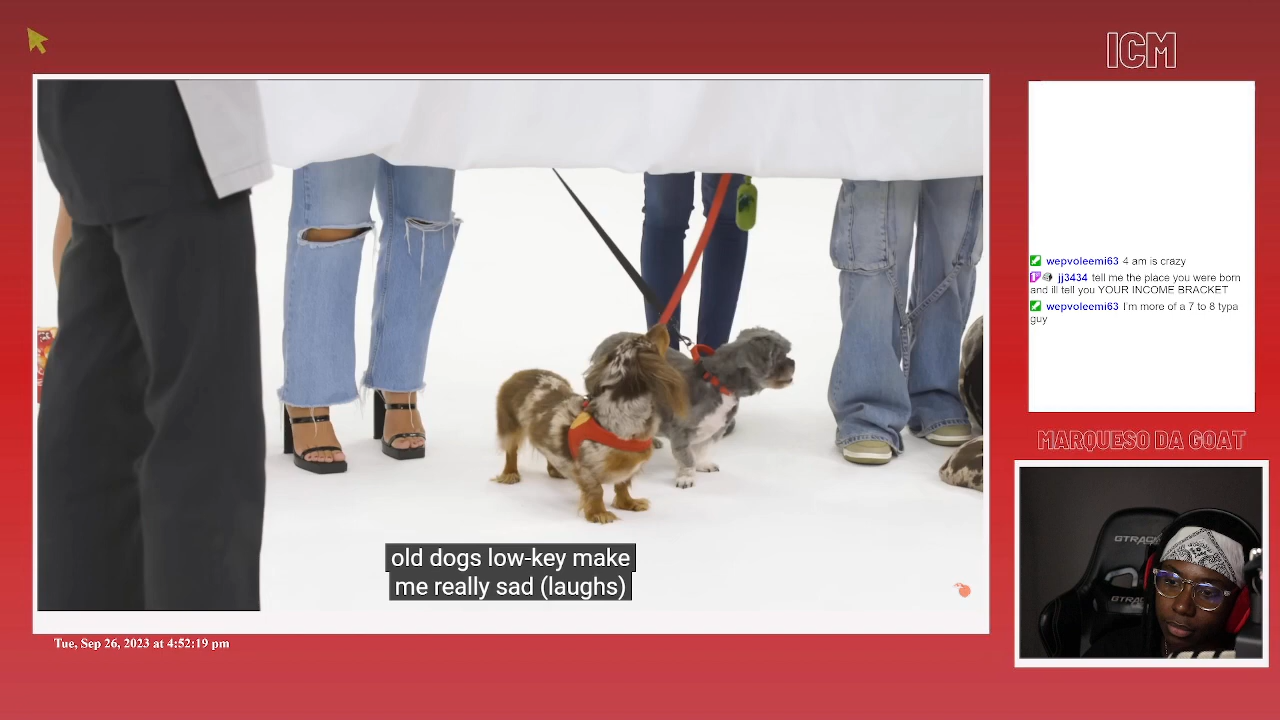 ICM
wepvoleemi63 4 am is crazy
jj3434 tell me the place you were born
and ill tell you YOUR INCOME BRACKET
wepvoleemi63 I'm more of a 7 to 8 typa
guy
old dogs low-key make
me really sad (laughs)
MARQUESO DA GOAT
GTRACING
Tue, Sep 26, 2023 at 4:52:19 pm